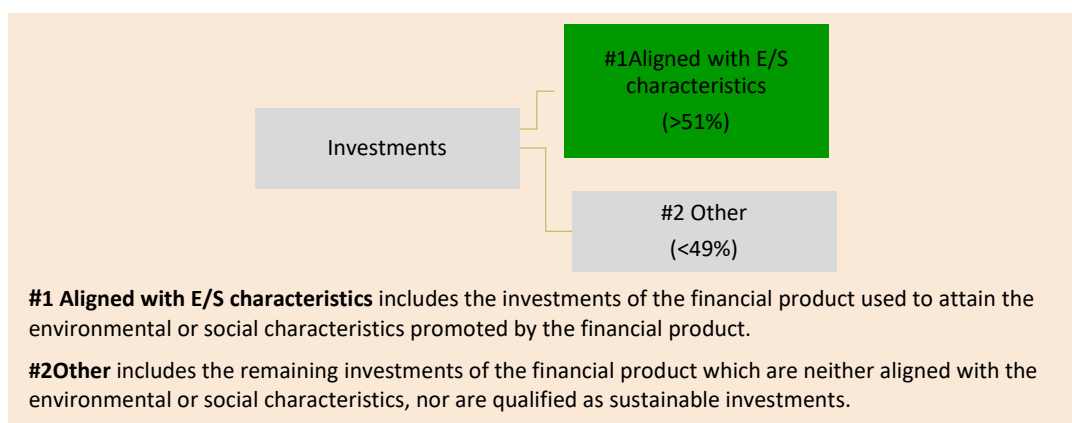 #1Aligned with E/S
characteristics
(>51%)
Investments
#2 Other
(<49%)
#1 Aligned with E/S characteristics includes the investments of the financial product used to attain the
environmental or social characteristics promoted by the financial product.
#2Other includes the remaining investments of the financial product which are neither aligned with the
environmental or social characteristics, nor are qualified as sustainable investments.